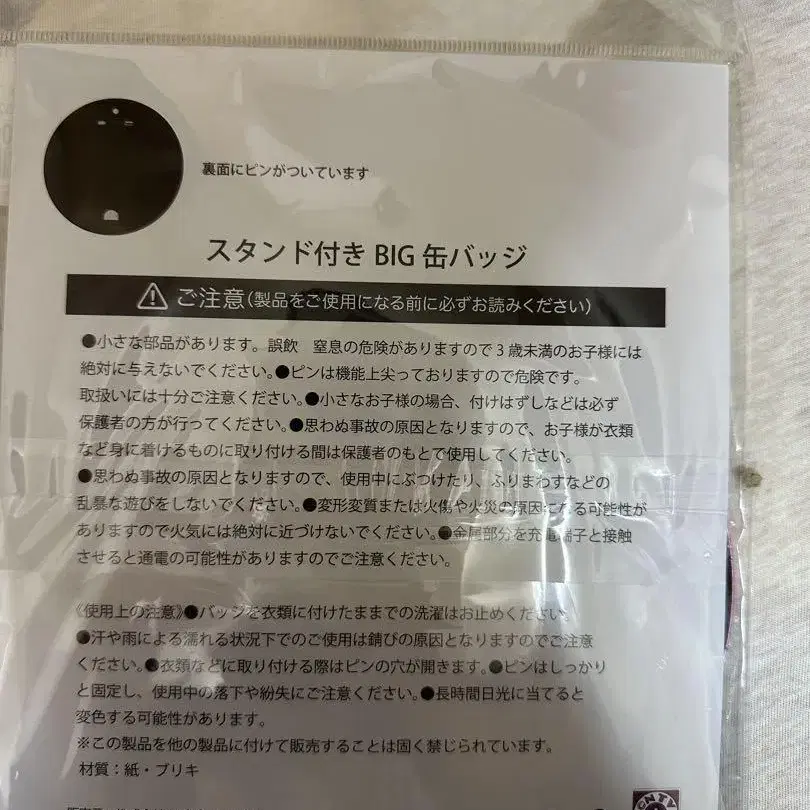 裏面にピンがついています
スタンド付き BIG 缶バッジ
ご注意(製品をご使用になる前に必ずお読みください)
●小さな部品があります。誤飲 窒息の危険がありますので3歳未満のお子様には
絶対に与えないでください。●ピンは機能上尖っておりますので危険です。
取扱いには十分ご注意ください。●小さなお子様の場合、付けはずしなどは必ず
保護者の方が行ってください。●思わぬ事故の原因となりますので、お子様が衣類
など身に着けるものに取り付ける間は保護者のもとで使用してください。
●思わぬ事故の原因となりますので、使用中にぶつけたり、ふりまわすなどの
乱暴な遊びをしないでください。●変形変質または火傷や火災の原因になる可能性が
ありますので火気には絶対に近づけないでください。●金属部分を充電端子と接触
させると通電の可能性がありますのでご注意ください。
《使用上の注意》●バッジを衣類に付けたままでの洗濯はお止めください。
●汗や雨による濡れる状況下でのご使用は錆びの原因となりますのでご注意
ください。●衣類などに取り付ける際はピンの穴が開きます。●ピンはしっかり
と固定し、使用中の落下や紛失にご注意ください。●長時間日光に当てると
変色する可能性があります。
※この製品を他の製品に付けて販売することは固く禁じられています。
材質：紙・ブリキ